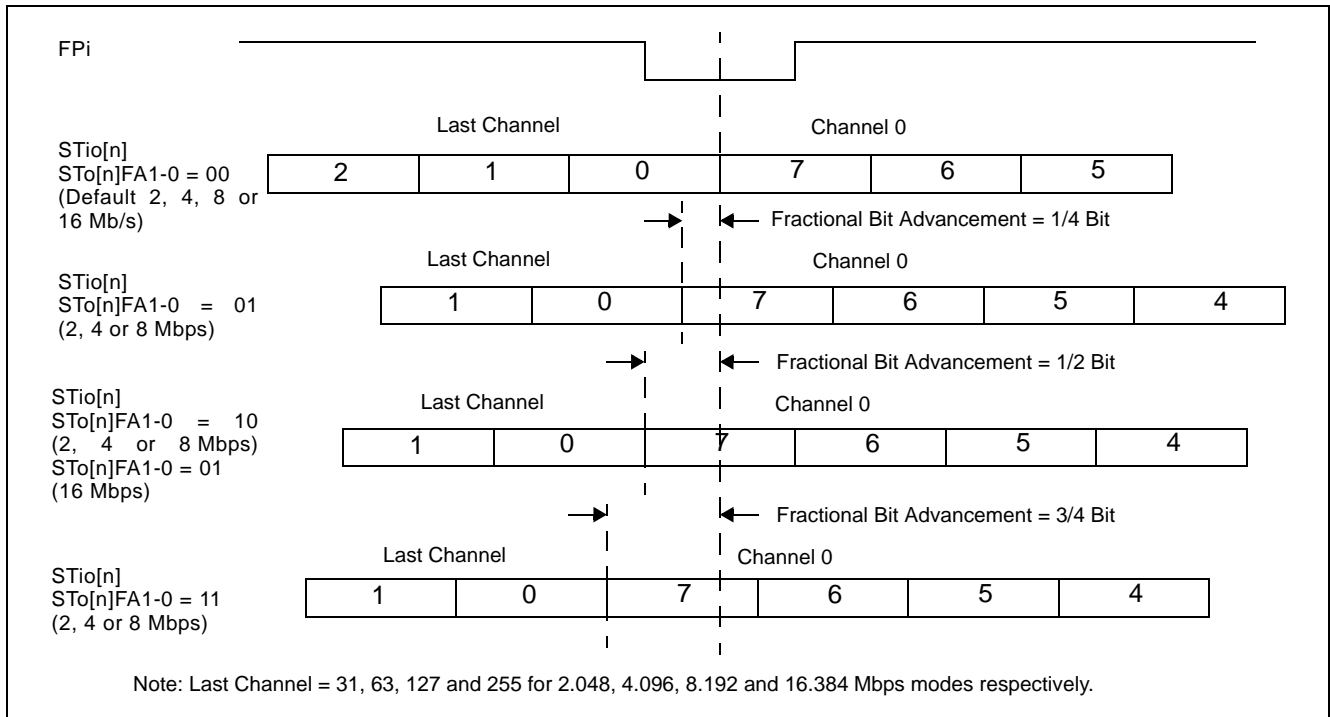 FPi
Last Channel Channel 0
STio[n]
STo[n]FA1-0 = 00
(Default 2, 4, 8 or
16 Mb/s)
2 1 0 7 6 5
Fractional Bit Advancement = 1/4 Bit
Last Channel Channel 0
STio[n]
STo[n]FA1-0 = 01
(2, 4 or 8 Mbps)
1 0 7 6 5 4
Fractional Bit Advancement = 1/2 Bit
Last Channel Channel 0
STio[n]
STo[n]FA1-0 = 10
(2, 4 or 8 Mbps)
STo[n]FA1-0 = 01
(16 Mbps)
1 0 7 6 5 4
Fractional Bit Advancement = 3/4 Bit
Last Channel Channel 0
STio[n]
STo[n]FA1-0 = 11
(2, 4 or 8 Mbps)
1 0 7 6 5 4
Note: Last Channel = 31, 63, 127 and 255 for 2.048, 4.096, 8.192 and 16.384 Mbps modes respectively.